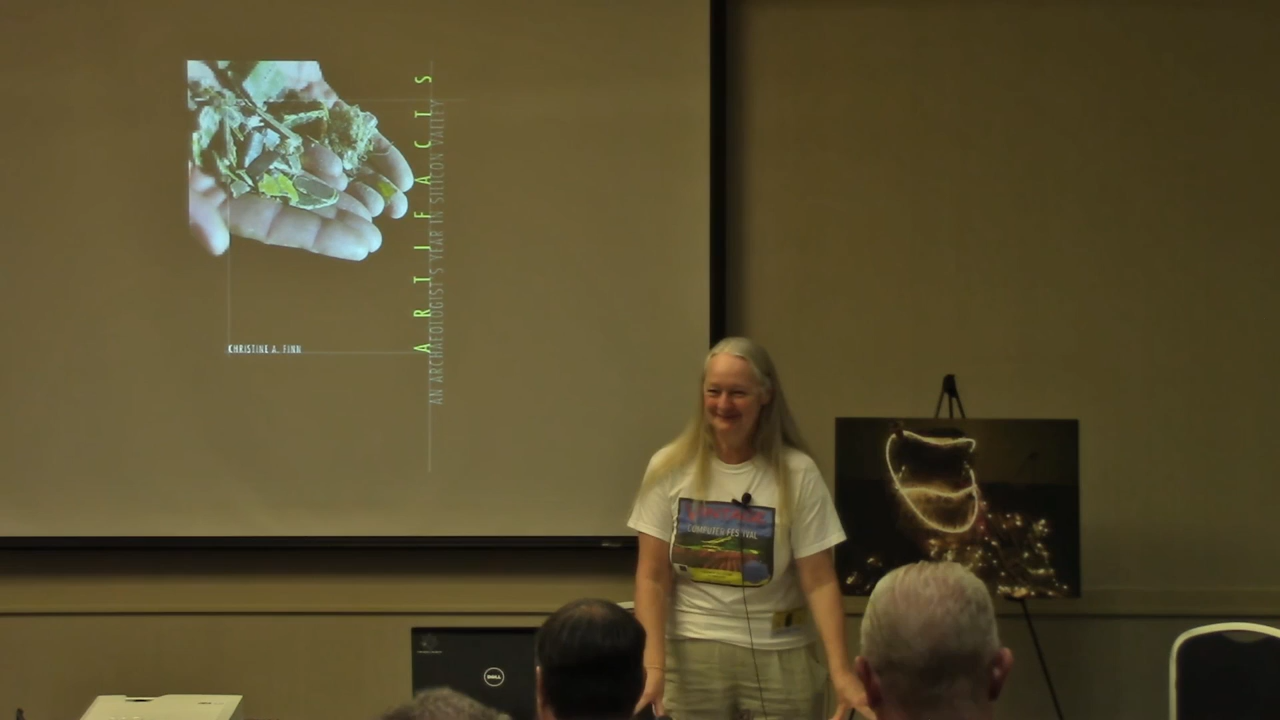 ARTIFACTS
AN ARCHAEOLOGIST'S YEAR IN SILICON VALLEY
CHRISTINE A. FINN
COMPUTER FESTIVAL
DELL